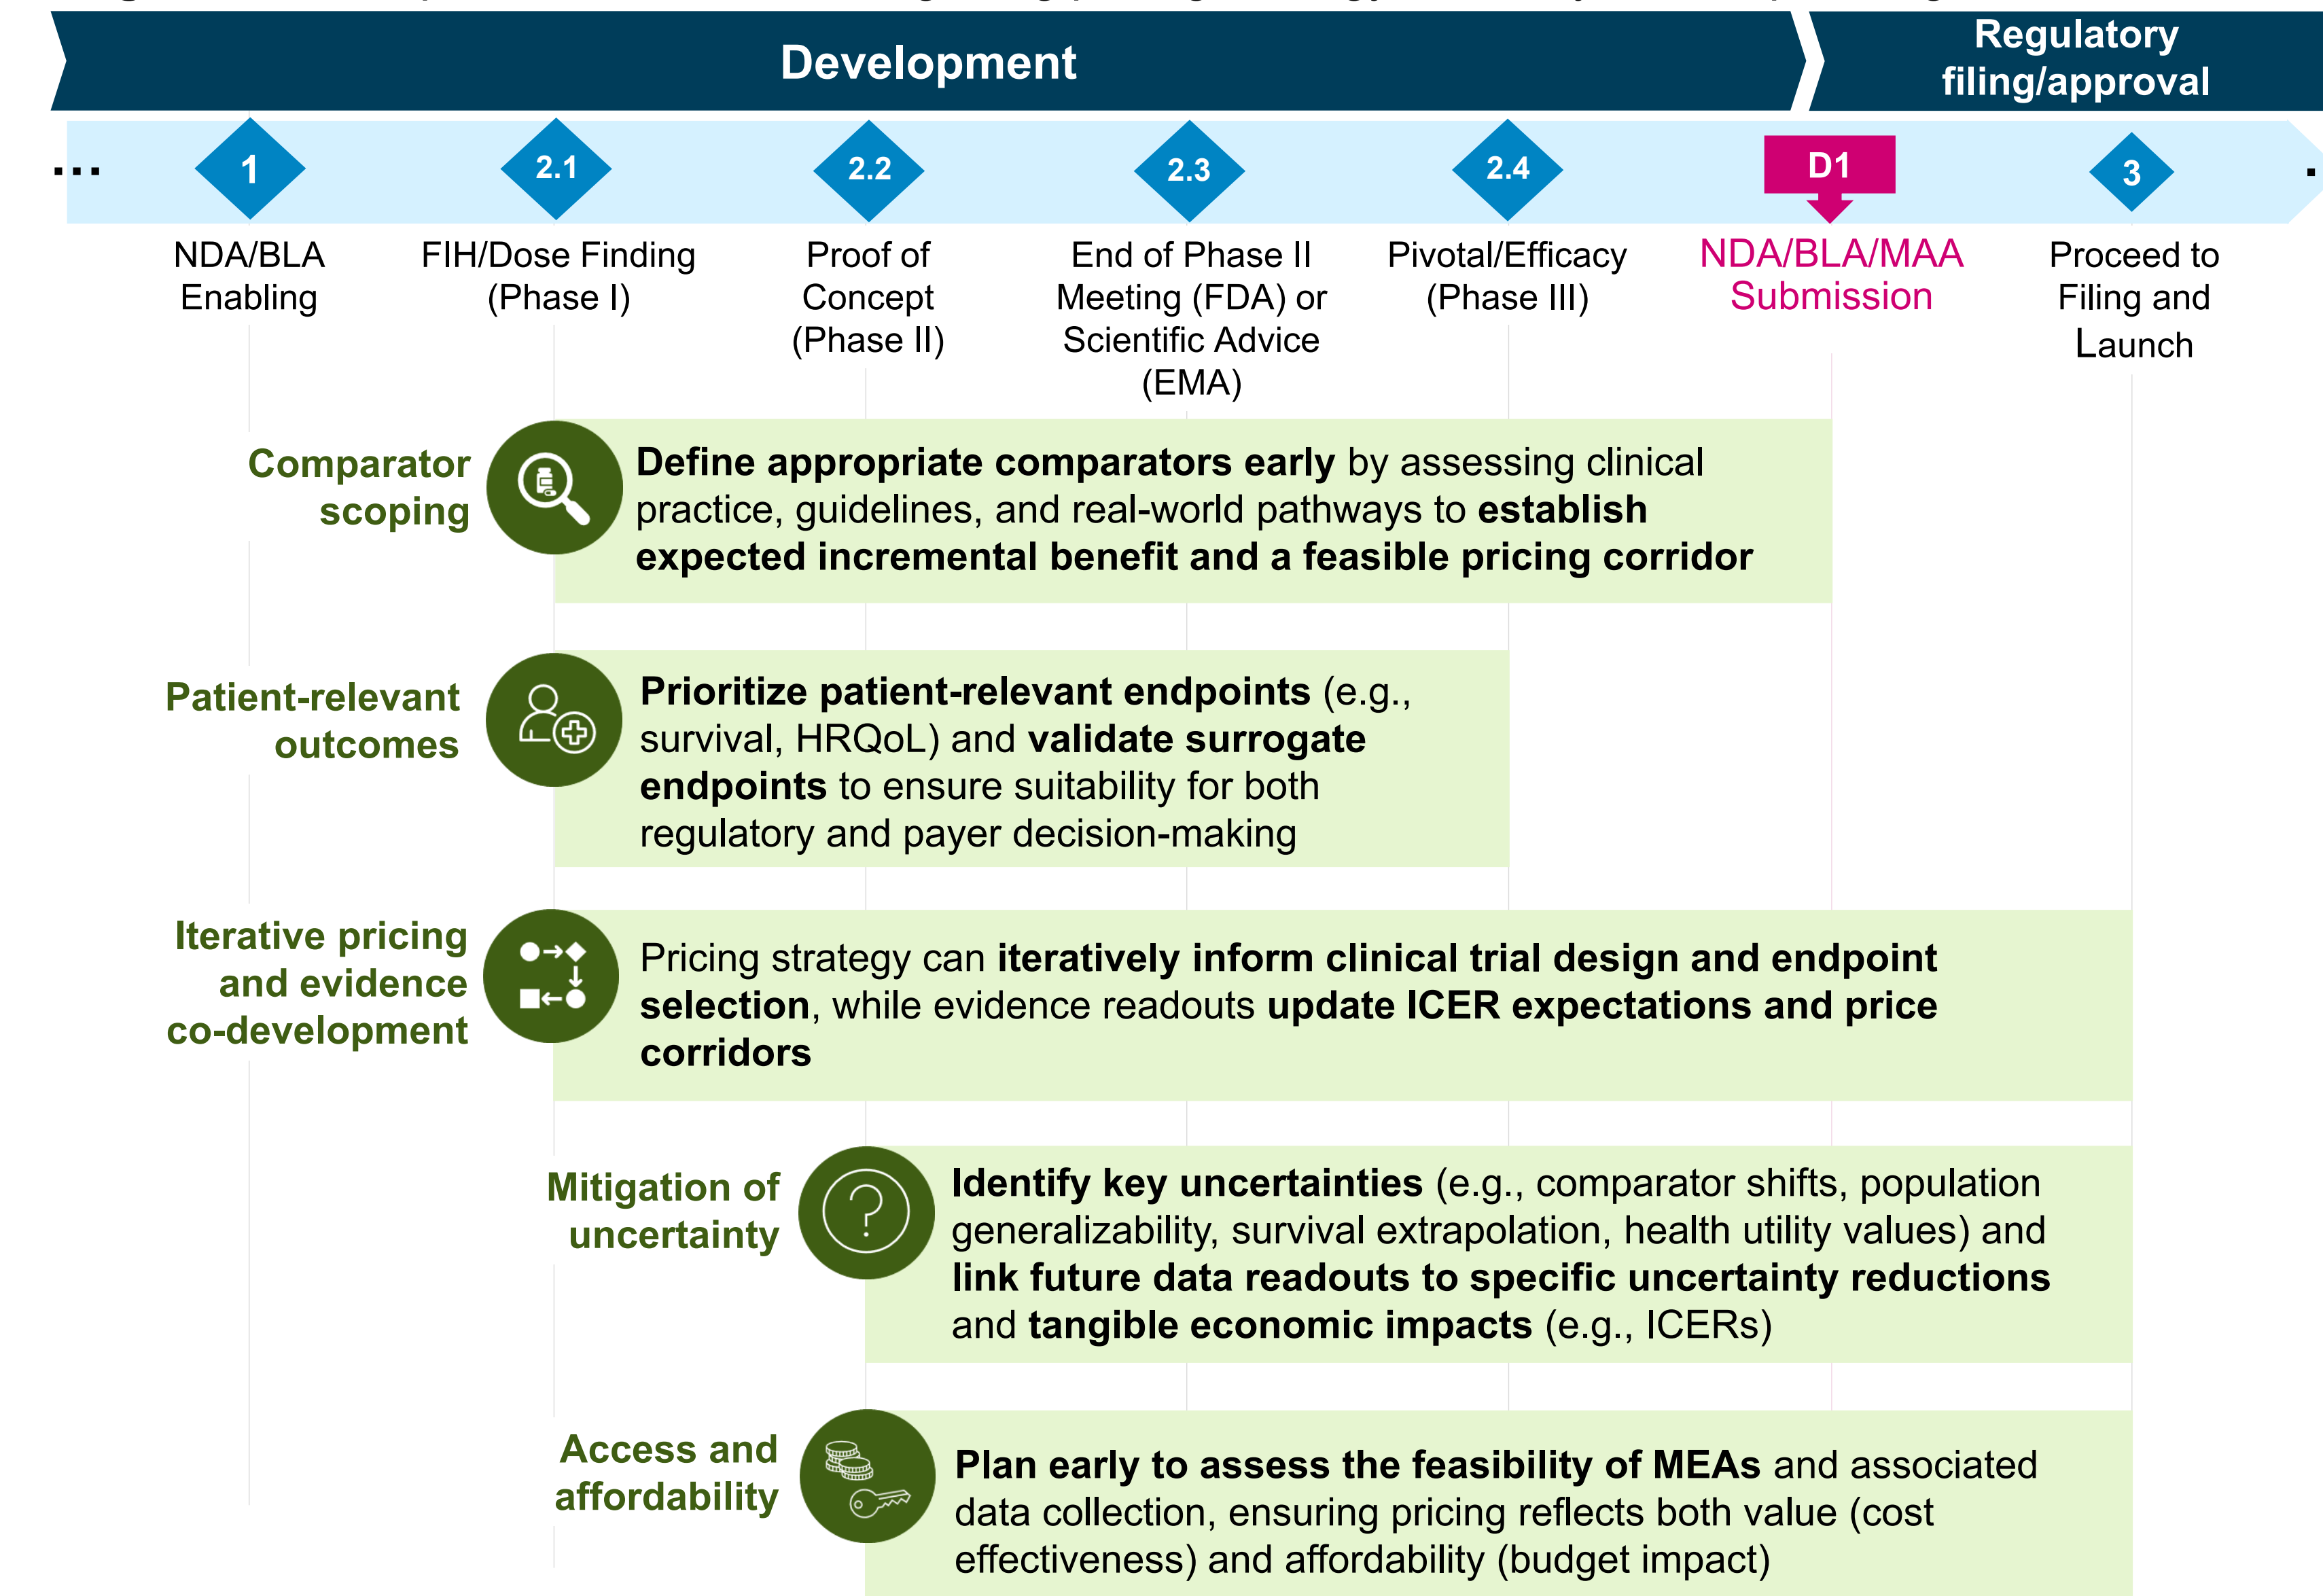 Development
Regulatory
filing/approval
...
1
2.1
2.2
2.3
2.4
D1
3
NDA/BLA
Enabling
FIH/Dose Finding
(Phase I)
Proof of
Concept
(Phase II)
End of Phase II
Meeting (FDA) or
Scientific Advice
(EMA)
Pivotal/Efficacy
(Phase III)
NDA/BLA/MAA
Submission
Proceed to
Filing and
Launch
Comparator
scoping
Define appropriate comparators early by assessing clinical
practice, guidelines, and real-world pathways to establish
expected incremental benefit and a feasible pricing corridor
Patient-relevant
outcomes
Prioritize patient-relevant endpoints (e.g.,
survival, HRQoL) and validate surrogate
endpoints to ensure suitability for both
regulatory and payer decision-making
Iterative pricing
and evidence
co-development
Pricing strategy can iteratively inform clinical trial design and endpoint
selection, while evidence readouts update ICER expectations and price
corridors
Mitigation of
uncertainty
?
Identify key uncertainties (e.g., comparator shifts, population
generalizability, survival extrapolation, health utility values) and
link future data readouts to specific uncertainty reductions
and tangible economic impacts (e.g., ICERs)
Access and
affordability
Plan early to assess the feasibility of MEAs and associated
data collection, ensuring pricing reflects both value (cost
effectiveness) and affordability (budget impact)